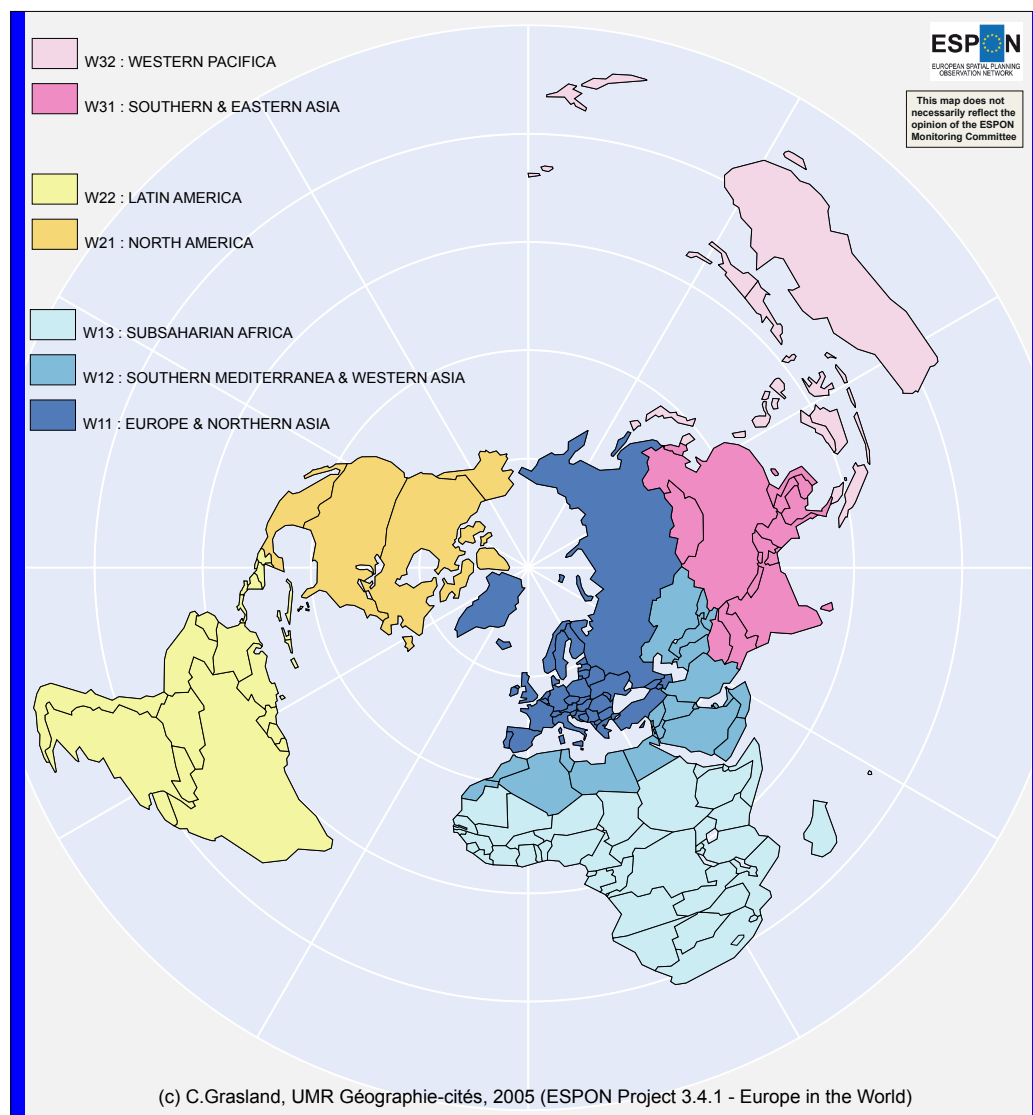 W32 : WESTERN PACIFICA
W31 : SOUTHERN & EASTERN ASIA
W22 : LATIN AMERICA
W21 : NORTH AMERICA
W13 : SUBSAHARIAN AFRICA
W12 : SOUTHERN MEDITERRANEA & WESTERN ASIA
W11 : EUROPE & NORTHERN ASIA
ESPON
EUROPEAN SPATIAL PLANNING
OBSERVATION NETWORK
This map does not
necessarily reflect the
opinion of the ESPON
Monitoring Committee
(c) C.Grasland, UMR Géographie-cités, 2005 (ESPON Project 3.4.1 - Europe in the World)